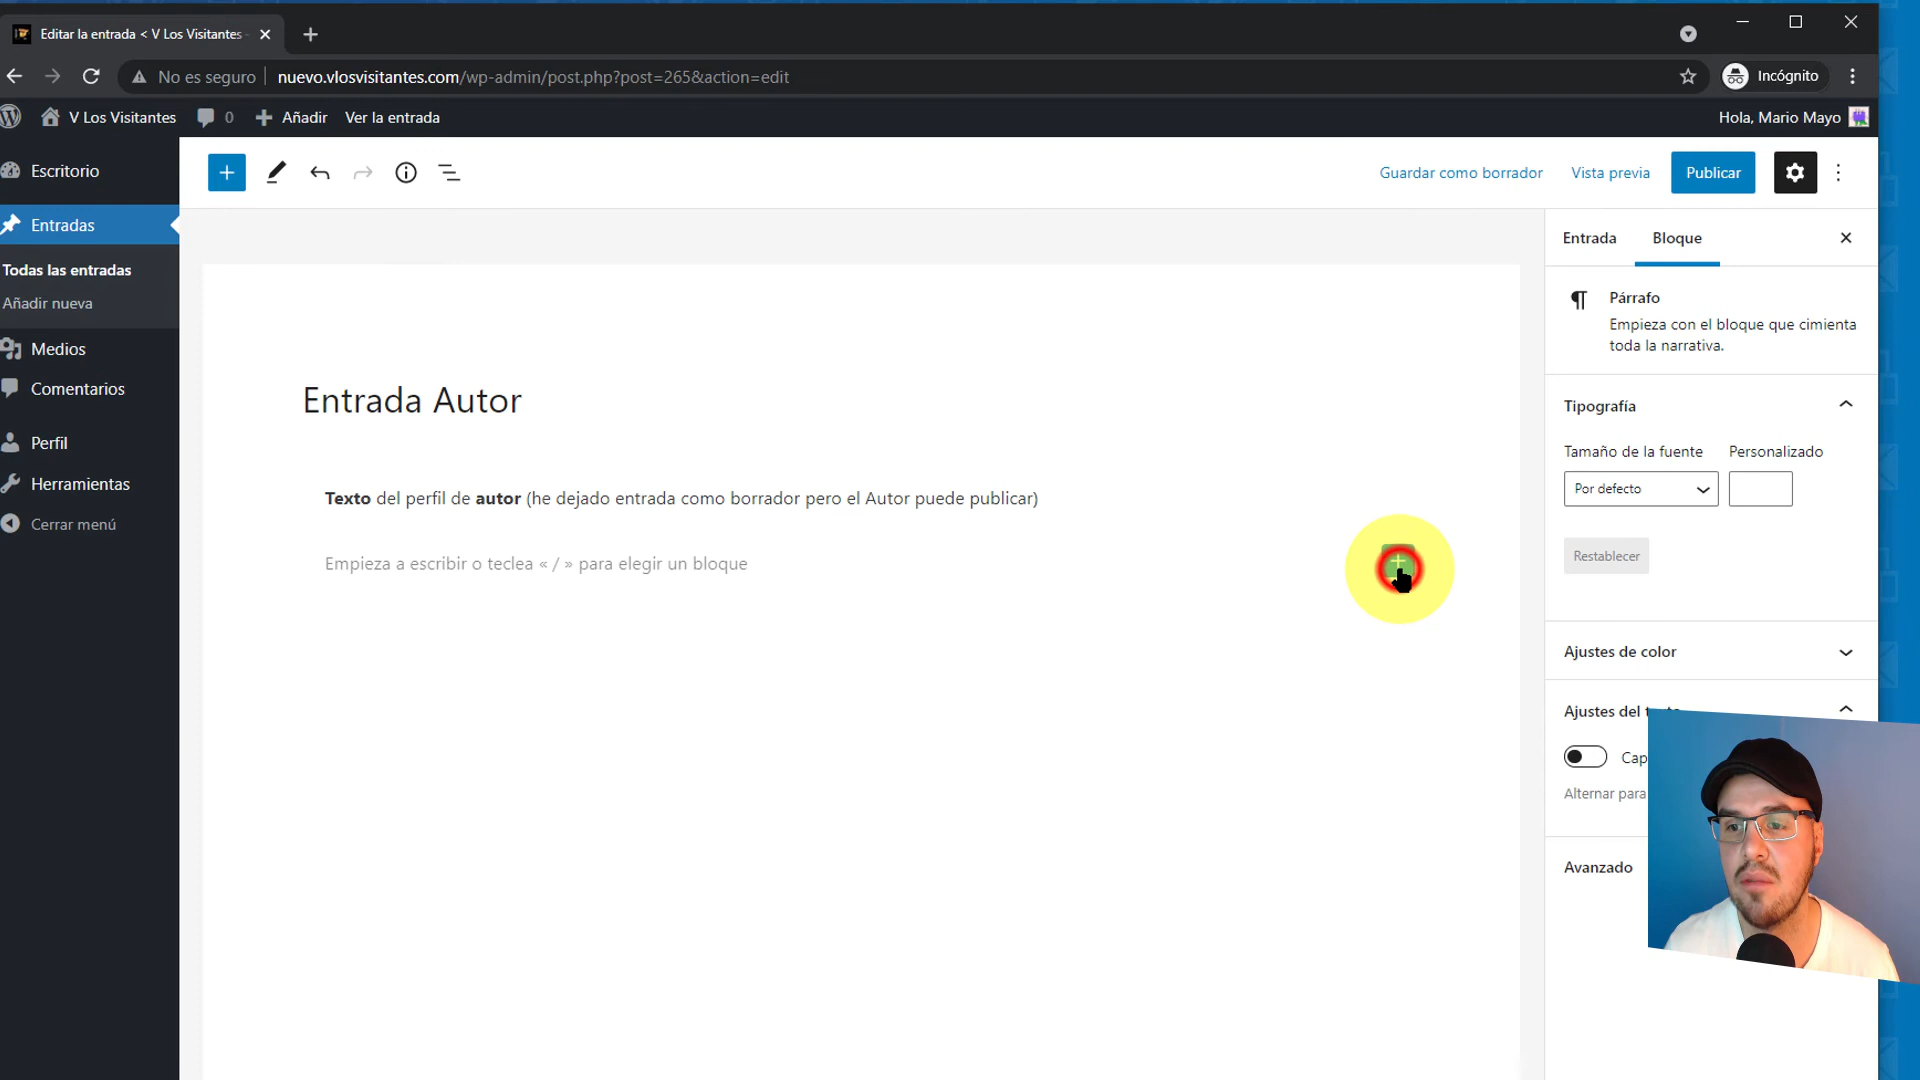 Editar la entrada < V Los Visitantes -
No es seguro
nuevo.vlosvisitantes.com/wp-admin/post.php?post=265&action=edit
Incógnito
V Los Visitantes
0
Añadir
Ver la entrada
Hola, Mario Mayo
Escritorio
Entradas
Todas las entradas
Añadir nueva
Medios
Comentarios
Perfil
Herramientas
Cerrar menú
Guardar como borrador
Vista previa
Publicar
Entrada Autor
Texto del perfil de autor (he dejado entrada como borrador pero el Autor puede publicar)
Empieza a escribir o teclea « / » para elegir un bloque
Entrada
Bloque
Párrafo
Empieza con el bloque que cimienta
toda la narrativa.
Tipografía
Tamaño de la fuente
Personalizado
Por defecto
Restablecer
Ajustes de color
Ajustes del
Cap
Alternar para
Avanzado